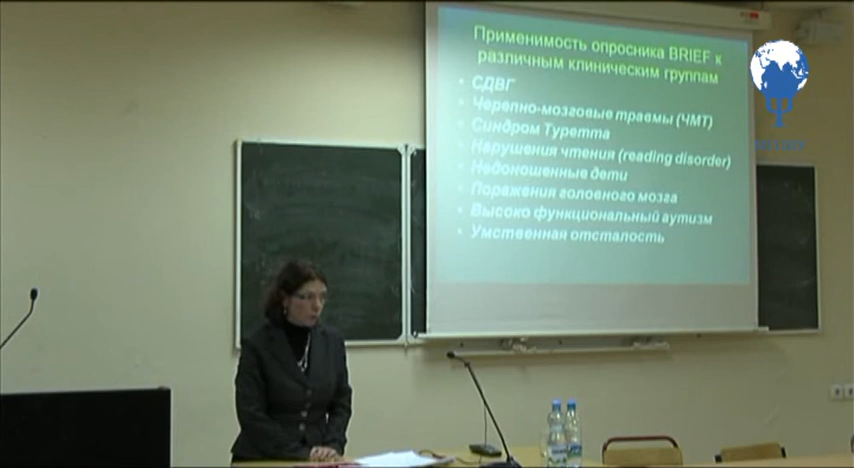 Применимость опросника BRIEF к
различным клиническим группам
• СДВГ
• Черепно-мозговые травмы (ЧМТ)
• Синдром Туретта
• Нарушения чтения (reading disorder)
• Недоношенные дети
• Поражения головного мозга
• Высоко функциональный аутизм
• Умственная отсталость